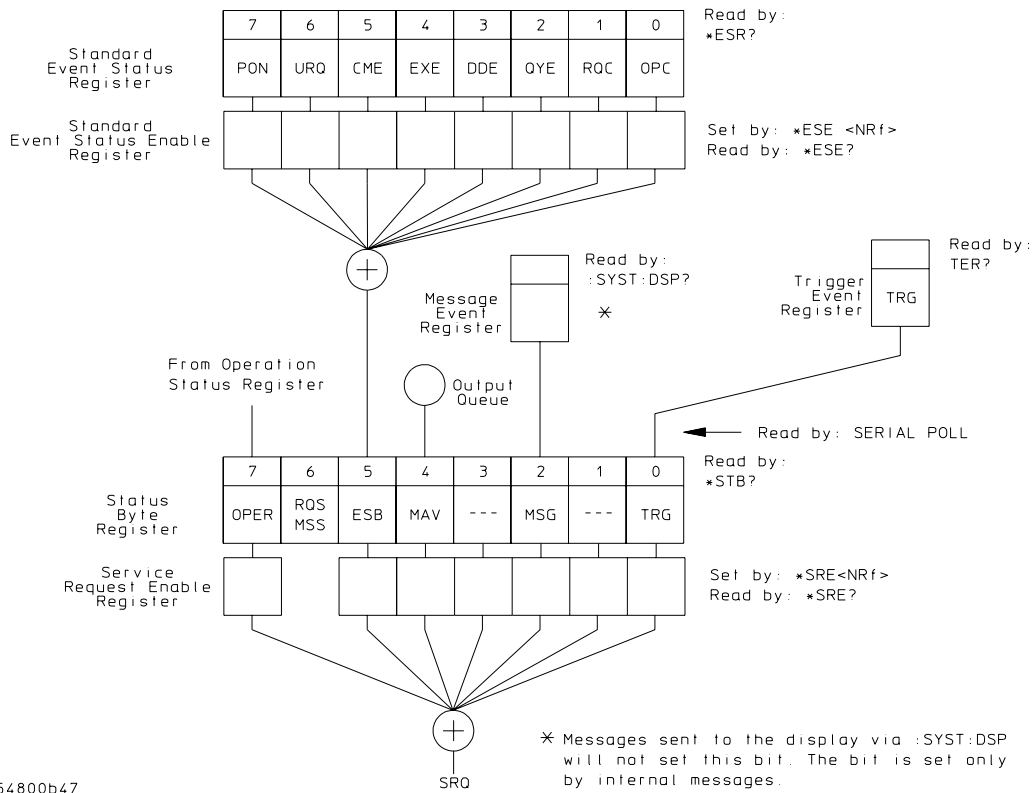 7 6 5 4 3 2 1 0
Read by:
*ESR?
Standard
Event Status
Register
PON URQ CME EXE DDE QYE RQC OPC
Standard
Event Status Enable
Register
Set by: *ESE <NRf>
Read by: *ESE?
Read by:
:SYST:DSP?
Message
Event
Register
*
Read by:
TER?
Trigger
Event
Register
TRG
From Operation
Status Register
Output
Queue
Read by: SERIAL POLL
7 6 5 4 3 2 1 0
Read by:
*STB?
Status
Byte
Register
OPER RQS MSS ESB MAV --- MSG --- TRG
Service
Request Enable
Register
Set by: *SRE<NRf>
Read by: *SRE?
+
+
SRQ
* Messages sent to the display via :SYST:DSP
will not set this bit. The bit is set only
by internal messages.
54800b47